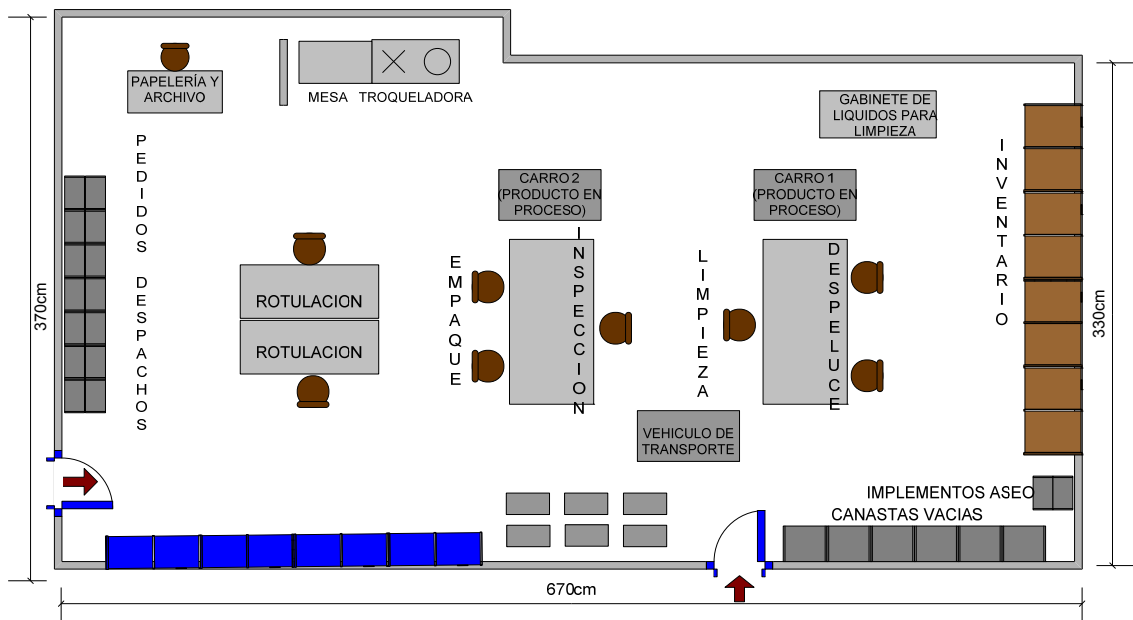 PAPELERÍA Y
ARCHIVO
MESA TROQUELADORA
GABINETE DE
LIQUIDOS PARA
LIMPIEZA
PEDIDOS DESPACHOS
CARRO 2
(PRODUCTO EN
PROCESO)
CARRO 1
(PRODUCTO EN
PROCESO)
INVENTARIO
ROTULACION
ROTULACION
EMPAQUE
INSPECCCION
LIMPIEZA
DESPELUCE
VEHICULO DE
TRANSPORTE
IMPLEMENTOS ASEO
CANASTAS VACIAS
370cm
330cm
670cm